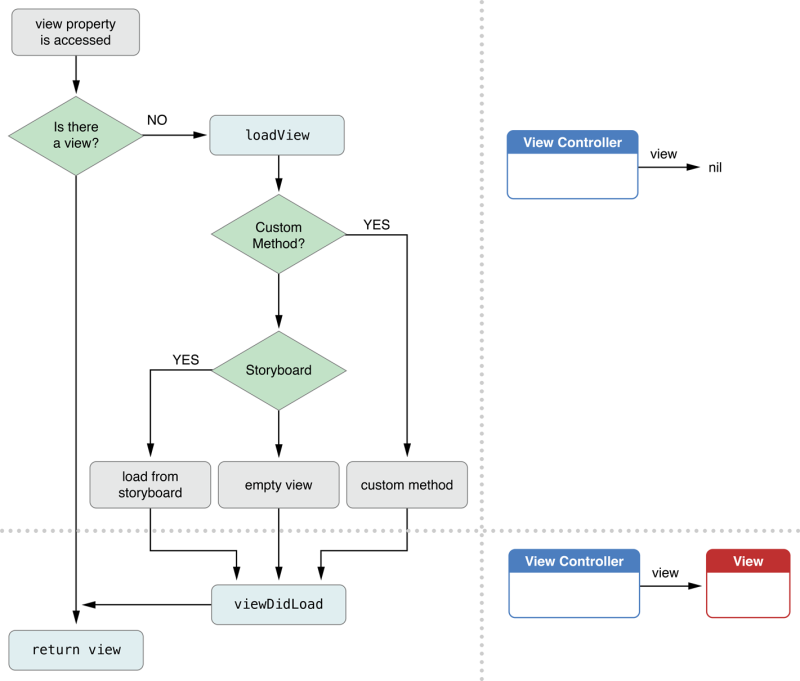 view property
is accessed
Is there
a view?
NO
loadView
Custom
Method?
YES
Storyboard
YES
load from
storyboard
empty view
custom method
viewDidLoad
return view
View Controller
view
nil
View Controller
view
View